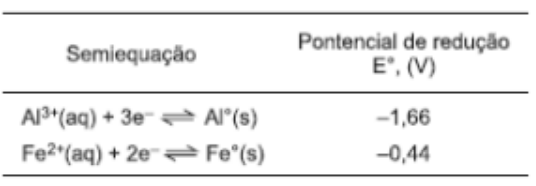 Semiequação Pontencial de redução
E°, (V)
Al³⁺(aq) + 3e⁻ ⇌ Al°(s) –1,66
Fe²⁺(aq) + 2e⁻ ⇌ Fe°(s) –0,44